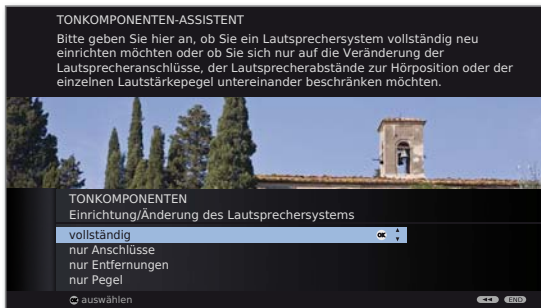 TONKOMPONENTEN-ASSISTENT
Bitte geben Sie hier an, ob Sie ein Lautsprechersystem vollständig neu
einrichten möchten oder ob Sie sich nur auf die Veränderung der
Lautsprecheranschlüsse, der Lautsprecherabstände zur Hörposition oder der
einzelnen Lautstärkepegel untereinander beschränken möchten.
TONKOMPONENTEN
Einrichtung/Änderung des Lautsprechersystems
vollständig OK
nur Anschlüsse
nur Entfernungen
nur Pegel
OK auswählen END